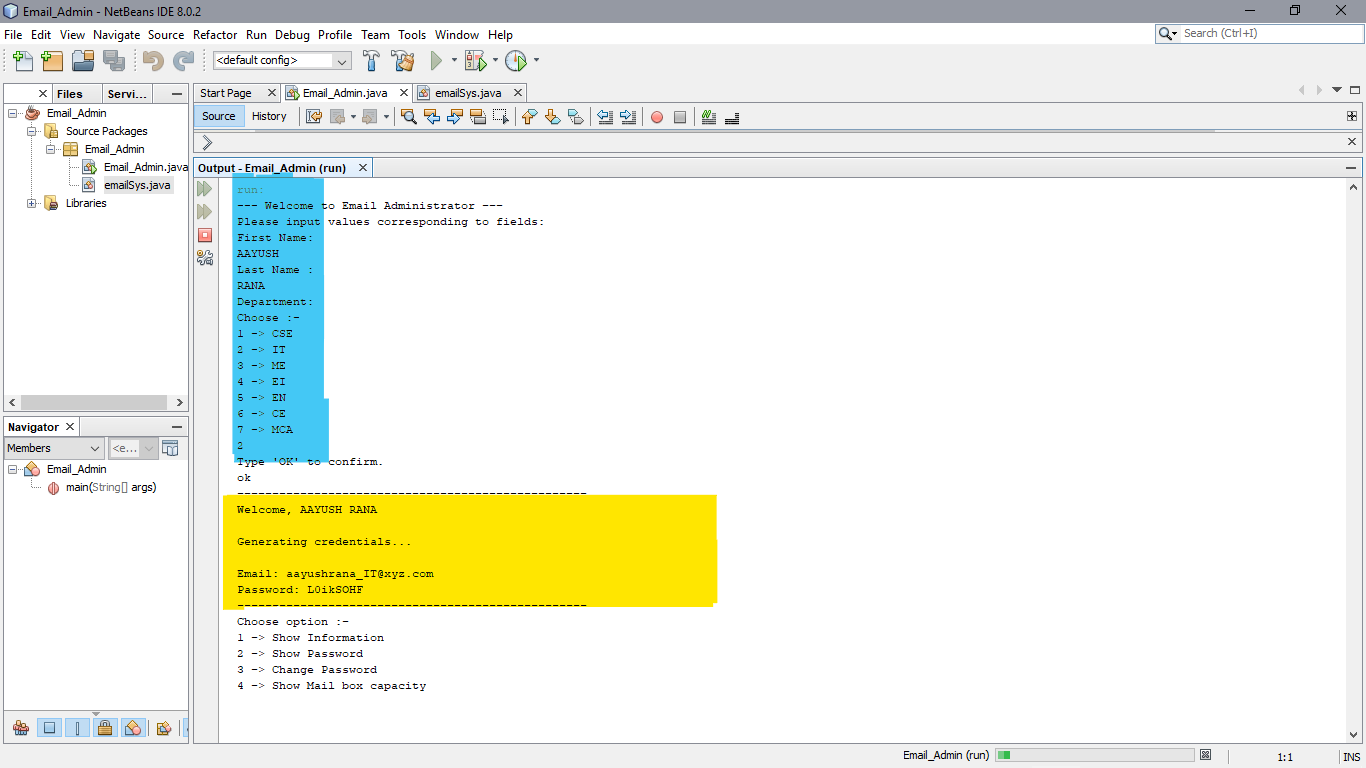 Email_Admin - NetBeans IDE 8.0.2
File Edit View Navigate Source Refactor Run Debug Profile Team Tools Window Help
Search (Ctrl+I)
<default config>
Files Servi...
Email_Admin
Source Packages
Email_Admin
Email_Admin.java
emailSys.java
Libraries
Navigator
Members <e...
Email_Admin
main(String[] args)
Start Page Email_Admin.java emailSys.java
Source History
Output - Email_Admin (run)
run:
--- Welcome to Email Administrator ---
Please input values corresponding to fields:
First Name:
AAYUSH
Last Name :
RANA
Department:
Choose :-
1 -> CSE
2 -> IT
3 -> ME
4 -> EI
5 -> EN
6 -> CE
7 -> MCA
2
Type 'OK' to confirm.
ok
--------------------------------------------------
Welcome, AAYUSH RANA
Generating credentials...
Email: aayushrana_IT@xyz.com
Password: L0ikSOHF
--------------------------------------------------
Choose option :-
1 -> Show Information
2 -> Show Password
3 -> Change Password
4 -> Show Mail box capacity
Email_Admin (run)
1:1
INS